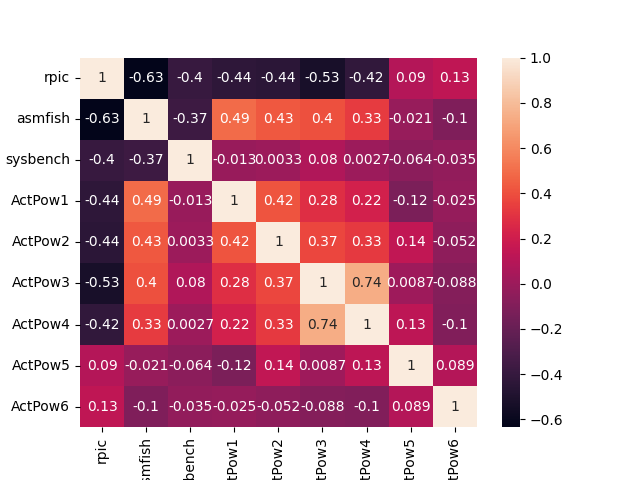 rpic 1 -0.63 -0.4 -0.44 -0.44 -0.53 -0.42 0.09 0.13
asmfish -0.63 1 -0.37 0.49 0.43 0.4 0.33 -0.021 -0.1
sysbench -0.4 -0.37 1 -0.013 0.0033 0.08 0.0027 -0.064 -0.035
ActPow1 -0.44 0.49 -0.013 1 0.42 0.28 0.22 -0.12 -0.025
ActPow2 -0.44 0.43 0.0033 0.42 1 0.37 0.33 0.14 -0.052
ActPow3 -0.53 0.4 0.08 0.28 0.37 1 0.74 0.0087 -0.088
ActPow4 -0.42 0.33 0.0027 0.22 0.33 0.74 1 0.13 -0.1
ActPow5 0.09 -0.021 -0.064 -0.12 0.14 0.0087 0.13 1 0.089
ActPow6 0.13 -0.1 -0.035 -0.025 -0.052 -0.088 -0.1 0.089 1
rpic smfish bench tPow1 tPow2 tPow3 tPow4 tPow5 tPow6
1.0
0.8
0.6
0.4
0.2
0.0
−0.2
−0.4
−0.6